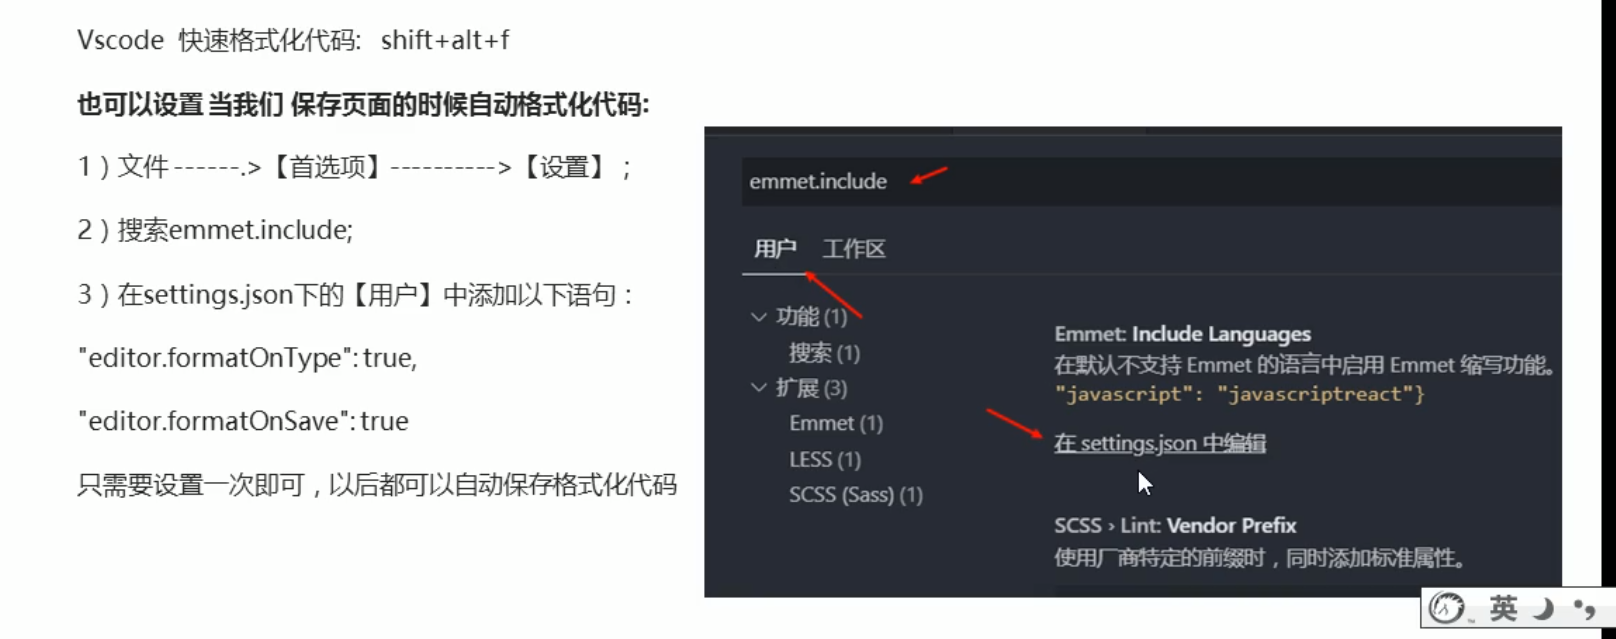 Vscode 快速格式化代码: shift+alt+f
也可以设置 当我们 保存页面的时候自动格式化代码:
1）文件 ------.>【首选项】---------->【设置】；
2）搜索emmet.include;
3）在settings.json下的【用户】中添加以下语句：
"editor.formatOnType": true,
"editor.formatOnSave": true
只需要设置一次即可，以后都可以自动保存格式化代码
emmet.include
用户 工作区
功能 (1)
搜索 (1)
扩展 (3)
Emmet (1)
LESS (1)
SCSS (Sass) (1)
Emmet: Include Languages
在默认不支持 Emmet 的语言中启用 Emmet 缩写功能。
"javascript": "javascriptreact"}
在 settings.json 中编辑
SCSS › Lint: Vendor Prefix
使用厂商特定的前缀时，同时添加标准属性。
英